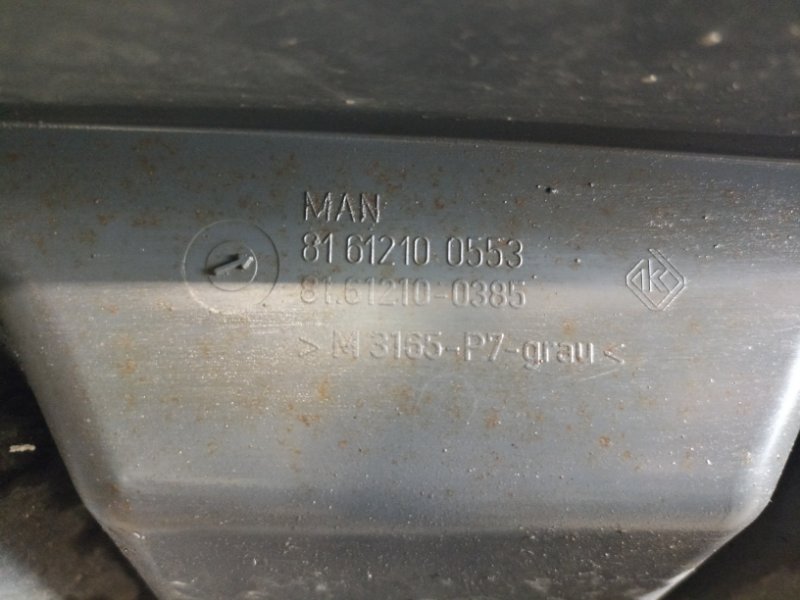 MAN
81 61210 0553
81.61210-0385
> M 3165-P7-grau <